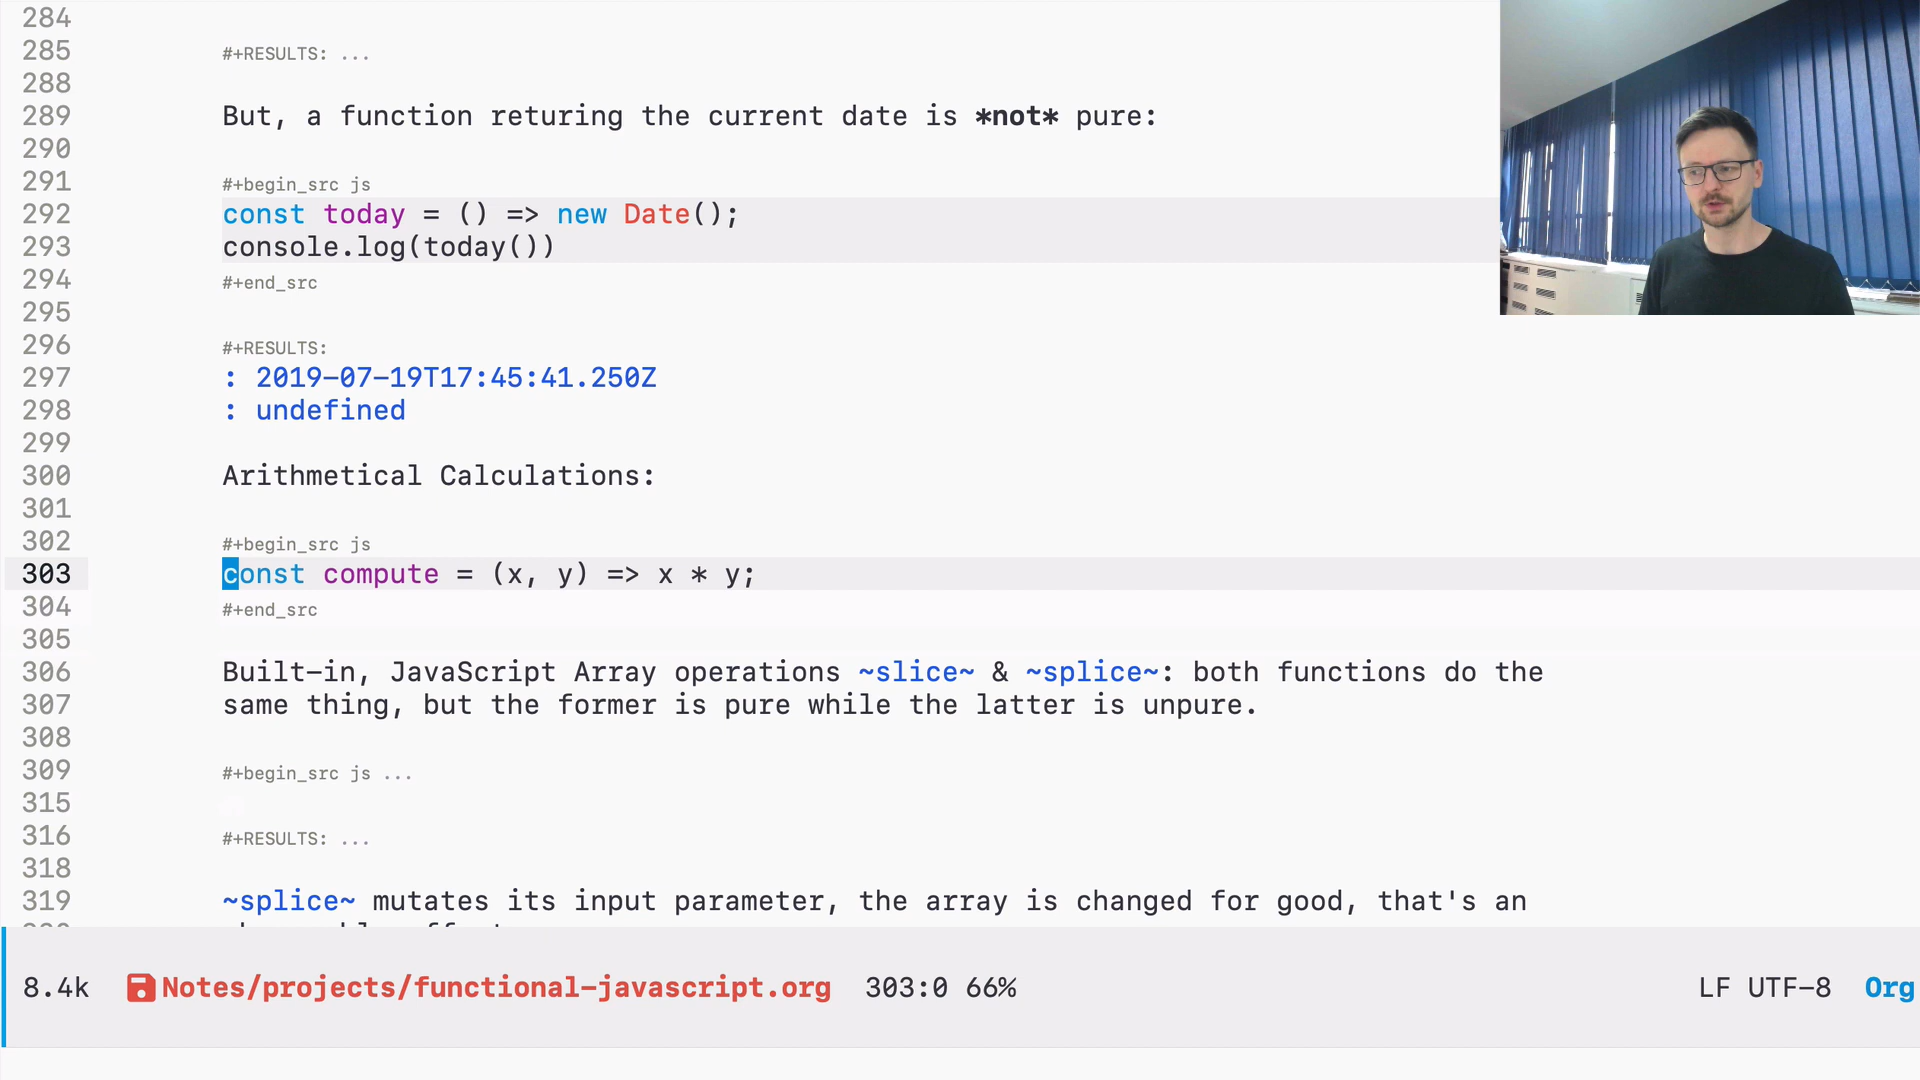 284
285 #+RESULTS: ...
288
289 But, a function returing the current date is *not* pure:
290
291 #+begin_src js
292 const today = () => new Date();
293 console.log(today())
294 #+end_src
295
296 #+RESULTS:
297 : 2019-07-19T17:45:41.250Z
298 : undefined
299
300 Arithmetical Calculations:
301
302 #+begin_src js
303 const compute = (x, y) => x * y;
304 #+end_src
305
306 Built-in, JavaScript Array operations ~slice~ & ~splice~: both functions do the
307 same thing, but the former is pure while the latter is unpure.
308
309 #+begin_src js ...
315
316 #+RESULTS: ...
318
319 ~splice~ mutates its input parameter, the array is changed for good, that's an
8.4k Notes/projects/functional-javascript.org 303:0 66% LF UTF-8 Org